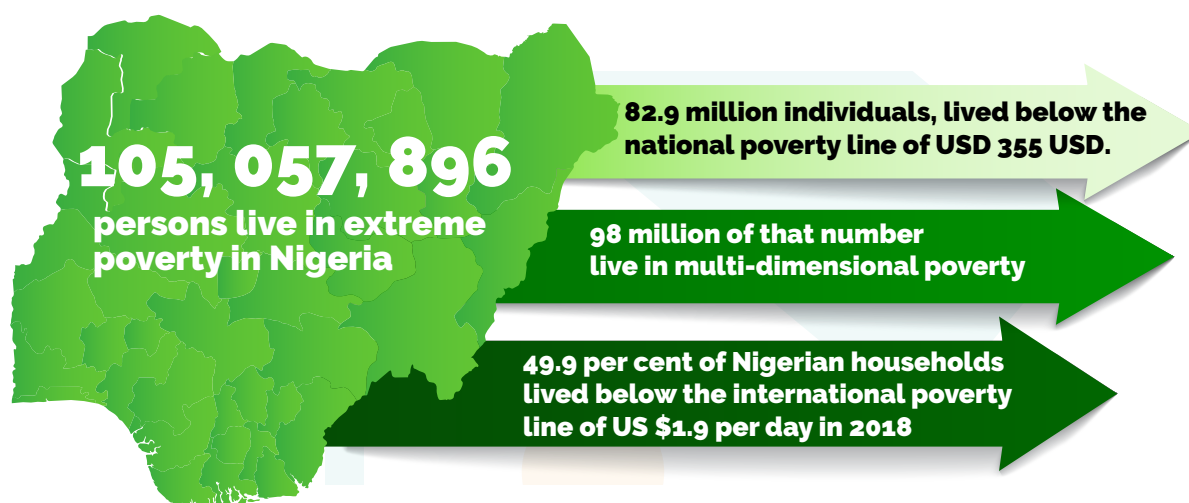 105, 057, 896
persons live in extreme
poverty in Nigeria
82.9 million individuals, lived below the
national poverty line of USD 355 USD.
98 million of that number
live in multi-dimensional poverty
49.9 per cent of Nigerian households
lived below the international poverty
line of US $1.9 per day in 2018